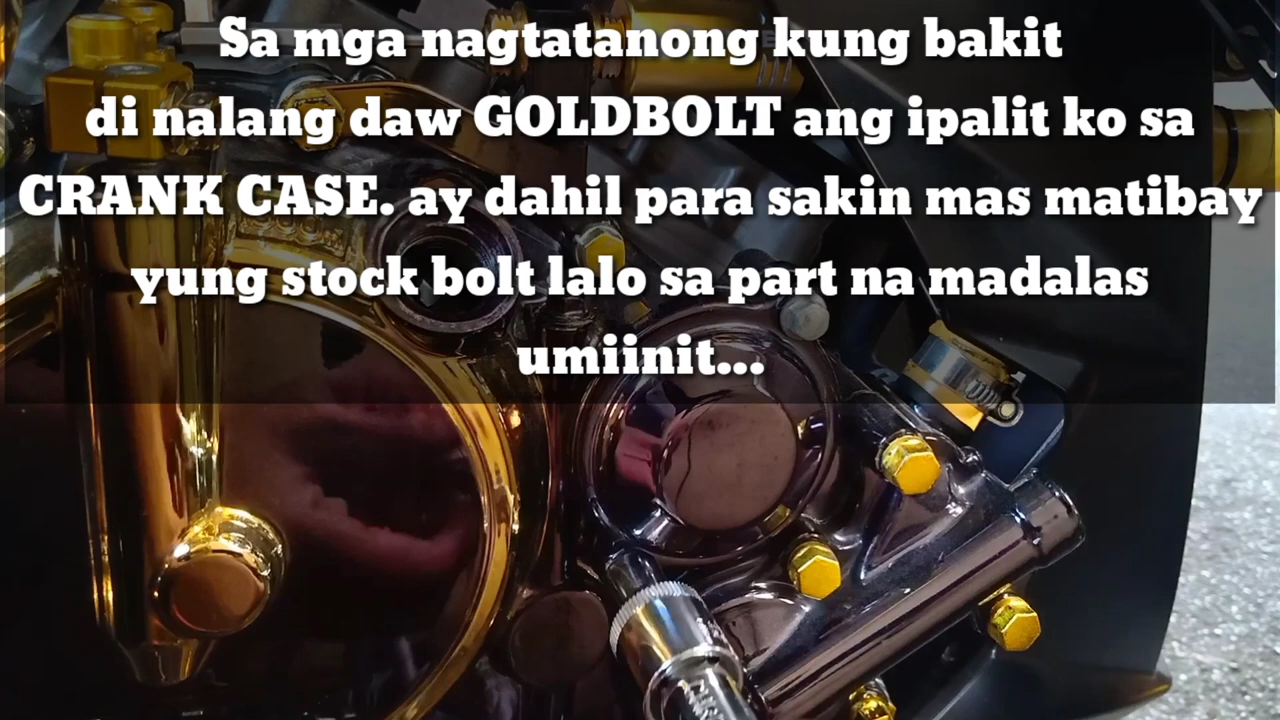 Sa mga nagtatanong kung bakit
di nalang daw GOLDBOLT ang ipalit ko sa
CRANK CASE. ay dahil para sakin mas matibay
yung stock bolt lalo sa part na madalas
umiinit...